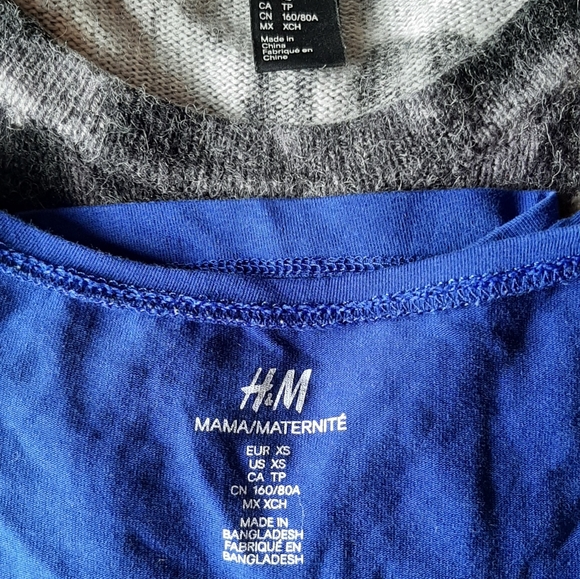 CA TP
CN 160/80A
MX XCH
Made in
China
Fabriqué en
Chine
H&M
MAMA/MATERNITÉ
EUR XS
US XS
CA TP
CN 160/80A
MX XCH
MADE IN
BANGLADESH
FABRIQUÉ EN
BANGLADESH